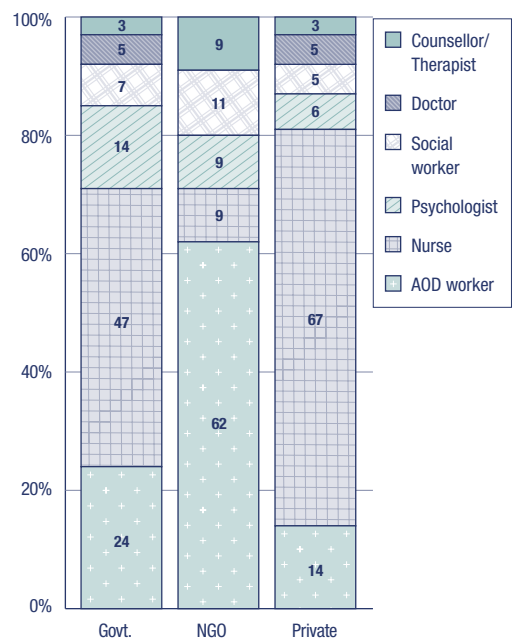 100%
80%
60%
40%
20%
0%
3
5
7
14
47
24
9
11
9
9
62
3
5
5
6
67
14
Govt.
NGO
Private
Counsellor/
Therapist
Doctor
Social
worker
Psychologist
Nurse
AOD worker